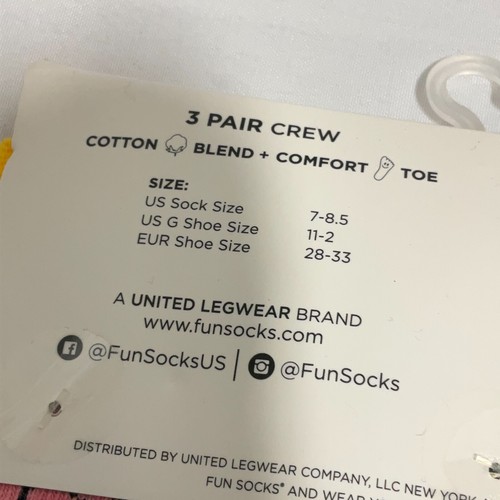 3 PAIR CREW
COTTON BLEND + COMFORT TOE
SIZE:
US Sock Size 7-8.5
US G Shoe Size 11-2
EUR Shoe Size 28-33
A UNITED LEGWEAR BRAND
www.funsocks.com
@FunSocksUS | @FunSocks
DISTRIBUTED BY UNITED LEGWEAR COMPANY, LLC NEW YORK,
FUN SOCKS® AND WEAR